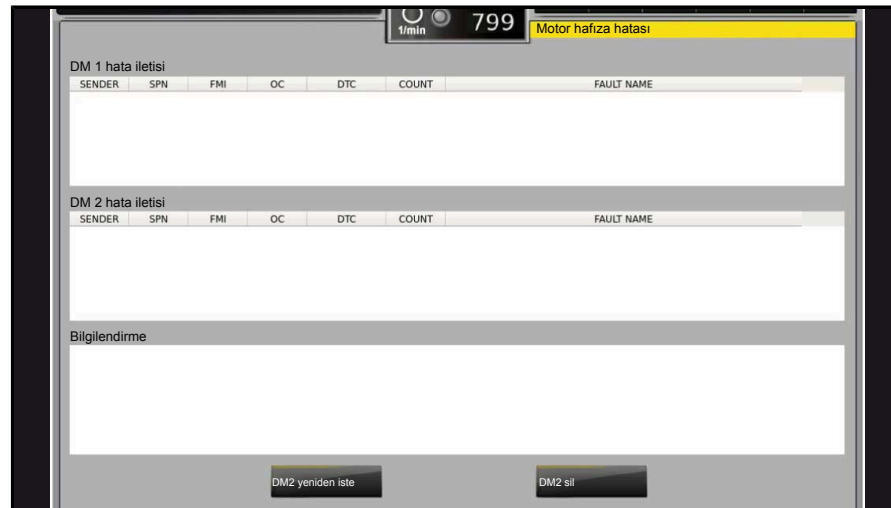 1/min 799 Motor hafıza hatası
DM 1 hata iletisi
SENDER SPN FMI OC DTC COUNT FAULT NAME
DM 2 hata iletisi
SENDER SPN FMI OC DTC COUNT FAULT NAME
Bilgilendirme
DM2 yeniden iste DM2 sil